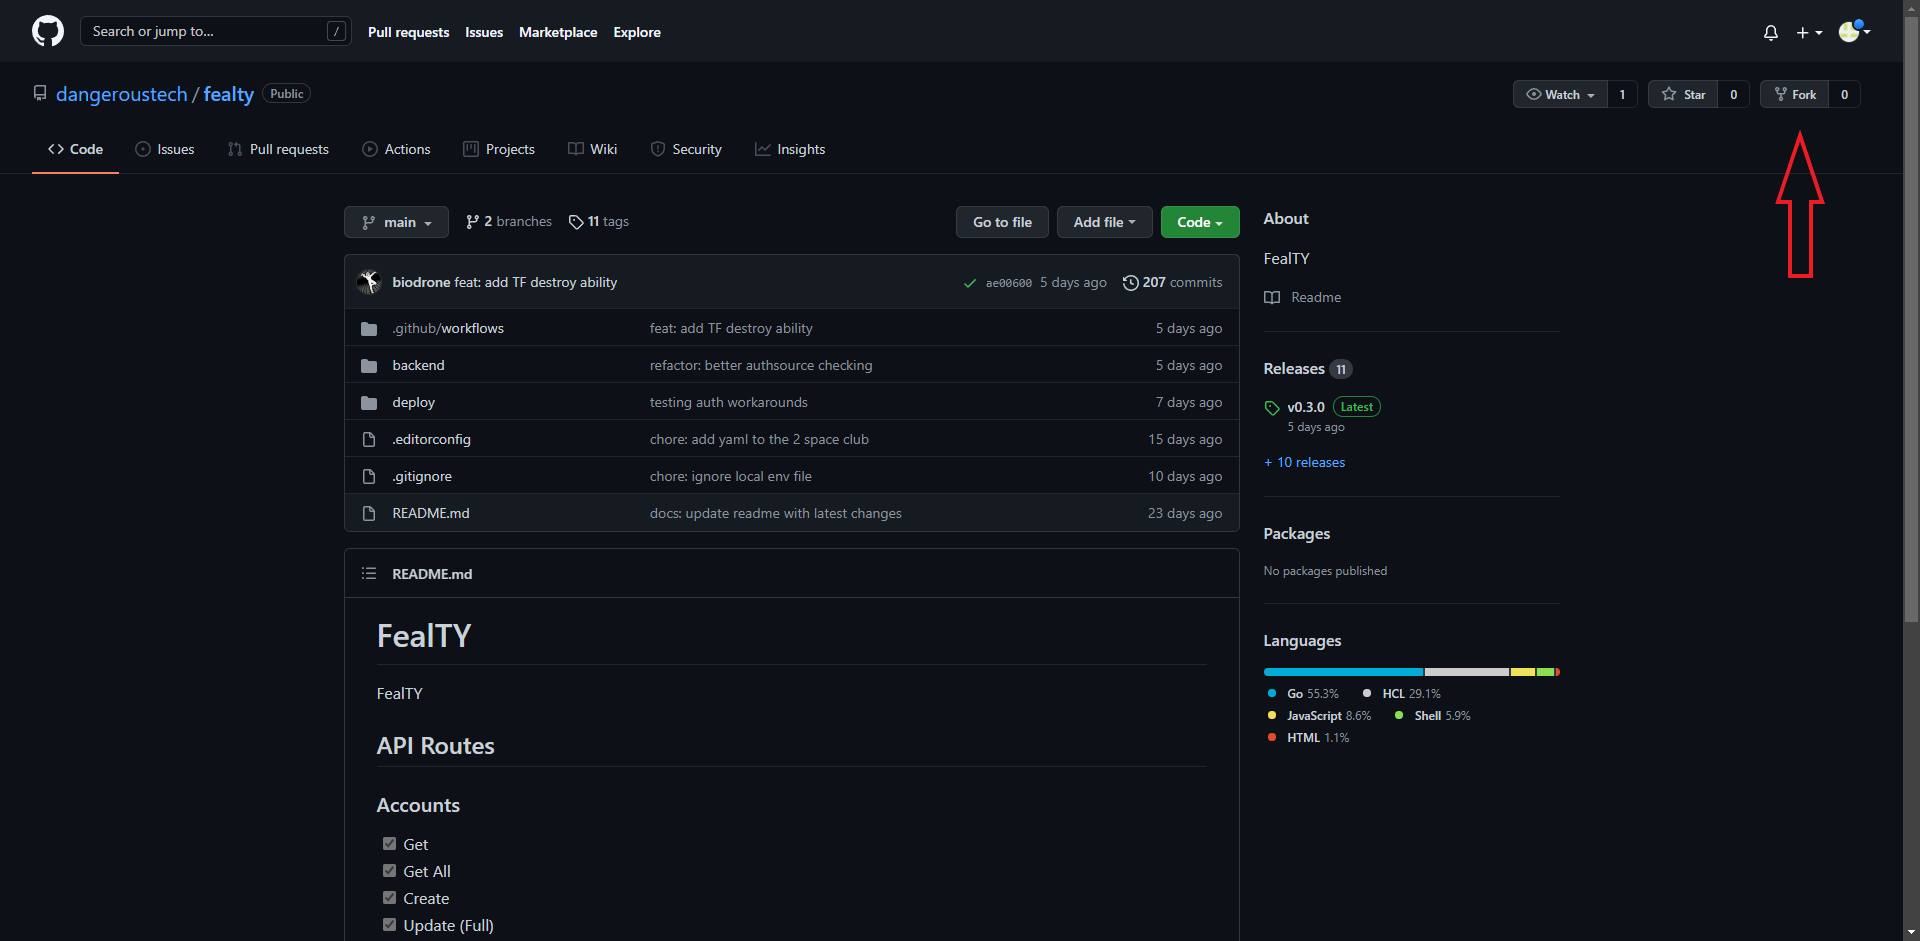 Search or jump to... /
Pull requests Issues Marketplace Explore
dangeroustech / fealty Public
Watch 1 Star 0 Fork 0
Code Issues Pull requests Actions Projects Wiki Security Insights
main 2 branches 11 tags Go to file Add file Code
biodrone feat: add TF destroy ability ae00600 5 days ago 207 commits
.github/workflows feat: add TF destroy ability 5 days ago
backend refactor: better authsource checking 5 days ago
deploy testing auth workarounds 7 days ago
.editorconfig chore: add yaml to the 2 space club 15 days ago
.gitignore chore: ignore local env file 10 days ago
README.md docs: update readme with latest changes 23 days ago
README.md
FealTY
FealTY
API Routes
Accounts
Get
Get All
Create
Update (Full)
About
FealTY
Readme
Releases 11
v0.3.0 Latest
5 days ago
+ 10 releases
Packages
No packages published
Languages
Go 55.3% HCL 29.1%
JavaScript 8.6% Shell 5.9%
HTML 1.1%